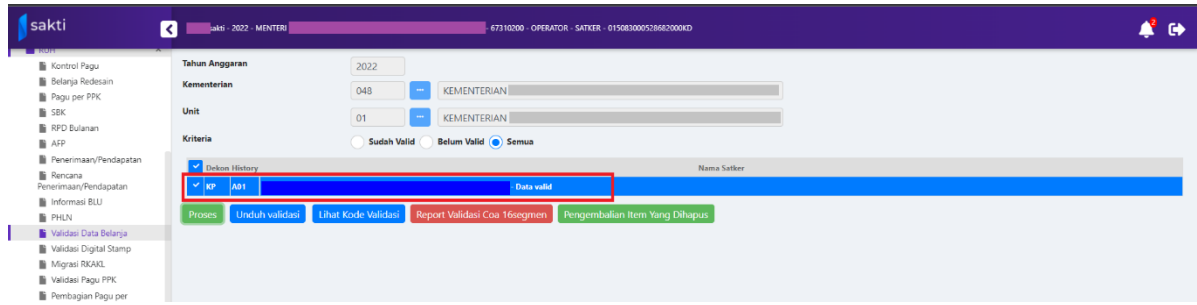 sakti
sakti - 2022 - MENTERI - 67310200 - OPERATOR - SATKER - 015083000528682000KD
2
RUH
Kontrol Pagu
Belanja Redesain
Pagu per PPK
SBK
RPD Bulanan
AFP
Penerimaan/Pendapatan
Rencana
Penerimaan/Pendapatan
Informasi BLU
PHLN
Validasi Data Belanja
Validasi Digital Stamp
Migrasi RKAKL
Validasi Pagu PPK
Pembagian Pagu per
Tahun Anggaran 2022
Kementerian 048 ... KEMENTERIAN
Unit 01 ... KEMENTERIAN
Kriteria Sudah Valid Belum Valid Semua
Dekon History Nama Satker
KP A01 - Data valid
Proses Unduh validasi Lihat Kode Validasi Report Validasi Coa 16segmen Pengembalian Item Yang Dihapus